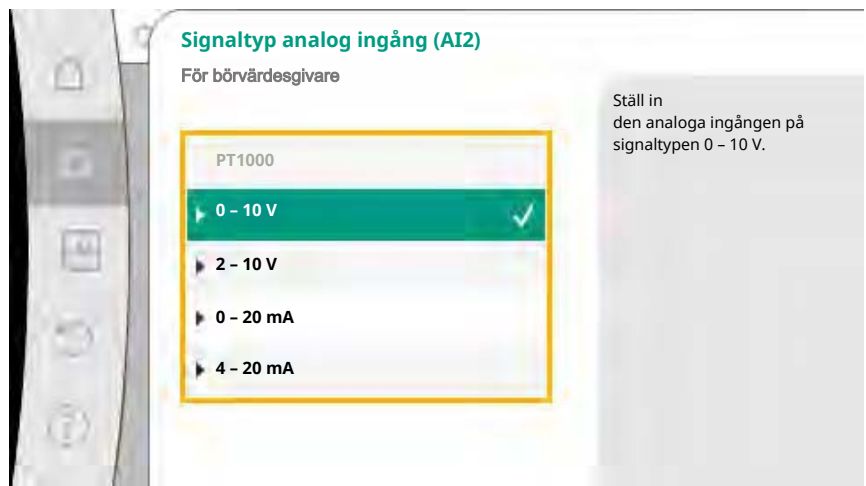 Signaltyp analog ingång (AI2)
För börvärdesgivare
PT1000
0 – 10 V
2 – 10 V
0 – 20 mA
4 – 20 mA
Ställ in
den analoga ingången på
signaltypen 0 – 10 V.